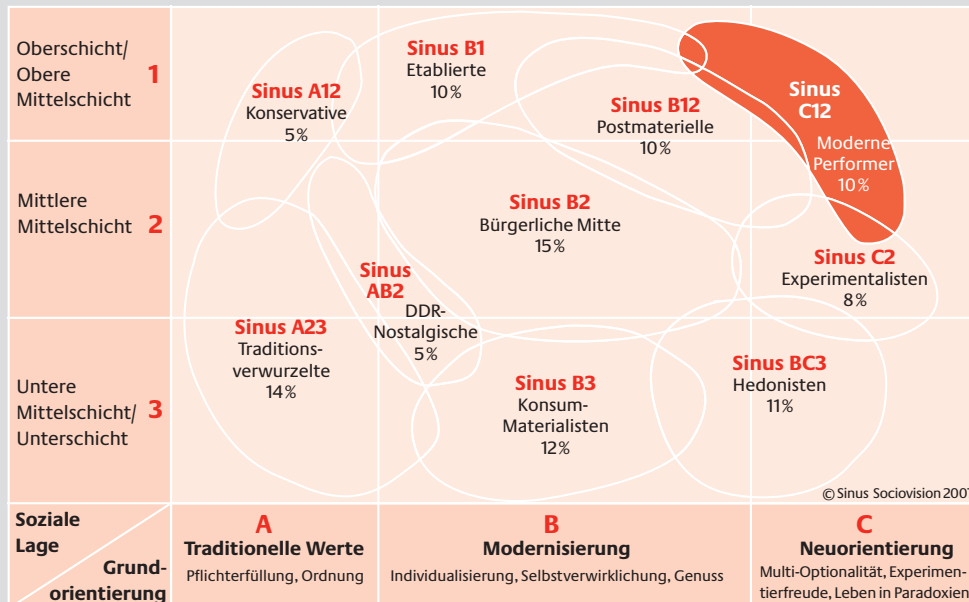 Oberschicht/
Obere
Mittelschicht
1
Sinus A12
Konservative
5%
Sinus B1
Etablierte
10%
Sinus B12
Postmaterielle
10%
Sinus
C12
Moderne
Performer
10%
Mittlere
Mittelschicht
2
Sinus
AB2
DDR-
Nostalgische
5%
Sinus B2
Bürgerliche Mitte
15%
Sinus C2
Experimentalisten
8%
Untere
Mittelschicht/
Unterschicht
3
Sinus A23
Traditions-
verwurzelte
14%
Sinus B3
Konsum-
Materialisten
12%
Sinus BC3
Hedonisten
11%
© Sinus Sociovision 2007
Soziale
Lage
Grund-
orientierung
A
Traditionelle Werte
Pflichterfüllung, Ordnung
B
Modernisierung
Individualisierung, Selbstverwirklichung, Genuss
C
Neuorientierung
Multi-Optionalität, Experimen-
tierfreude, Leben in Paradoxien